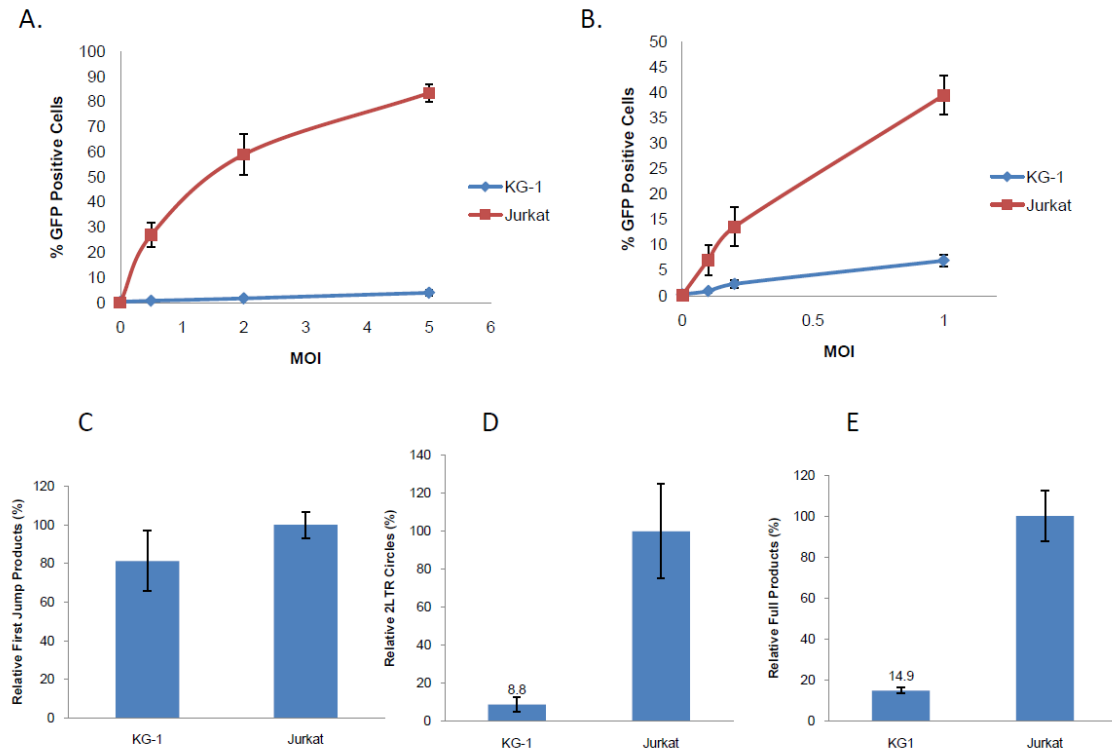 A.
% GFP Positive Cells
100
90
80
70
60
50
40
30
20
10
0
0 1 2 3 4 5 6
MOI
KG-1
Jurkat
B.
% GFP Positive Cells
50
45
40
35
30
25
20
15
10
5
0
0 0.5 1
MOI
KG-1
Jurkat
C
Relative First Jump Products (%)
120
100
80
60
40
20
0
KG-1 Jurkat
D
Relative 2LTR Circles (%)
140
120
100
80
60
40
20
0
8.8
KG-1 Jurkat
E
Relative Full Products (%)
120
100
80
60
40
20
0
14.9
KG1 Jurkat